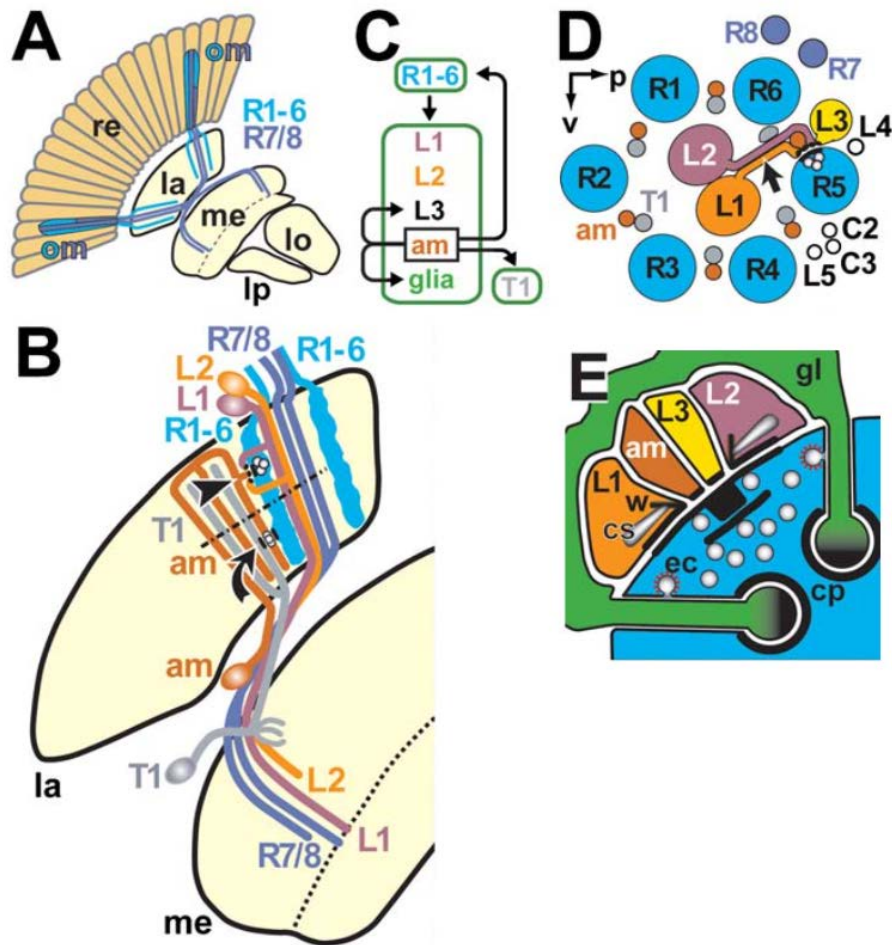 A
om
re
R1-6
R7/8
la
me
om
lo
lp
C
R1-6
L1
L2
L3
am
glia
T1
D
R8
R7
p
v
R1
R6
L3
L4
L2
R2
R5
T1
L1
am
C2
R3
R4
C3
L5
B
R7/8
R1-6
L2
L1
R1-6
T1
am
am
T1
L2
la
L1
R7/8
me
E
gl
L2
L3
am
L1
w
cs
ec
cp